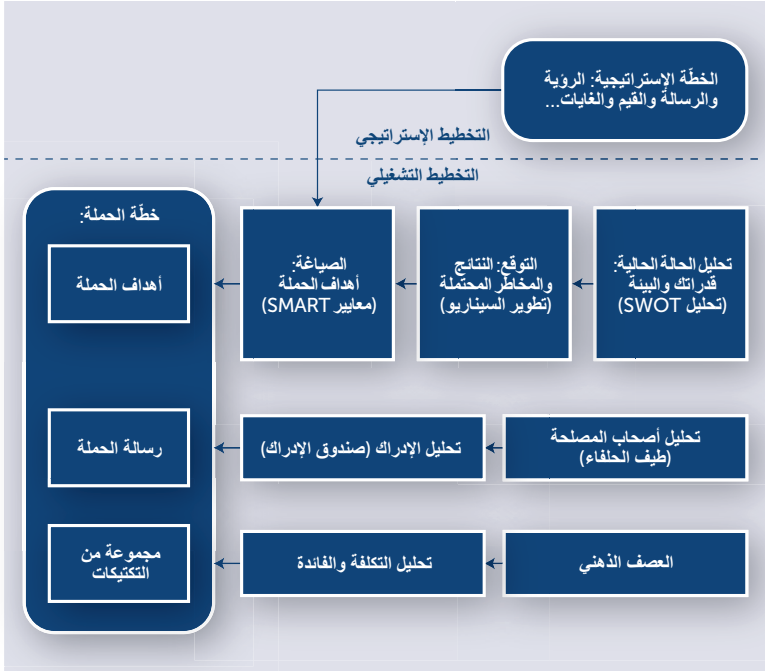 الخطّة الإستراتيجية: الرؤية
والرسالة والقيم والغايات...
التخطيط الإستراتيجي
التخطيط التشغيلي
تحليل الحالة الحالية:
قدراتك والبيئة
(تحليل SWOT)
التوقع: النتائج
والمخاطر المحتملة
(تطوير السيناريو)
الصياغة:
أهداف الحملة
(معايير SMART)
خطّة الحملة:
أهداف الحملة
تحليل أصحاب المصلحة
(طيف الحلفاء)
تحليل الإدراك (صندوق الإدراك)
رسالة الحملة
العصف الذهني
تحليل التكلفة والفائدة
مجموعة من
التكتيكات